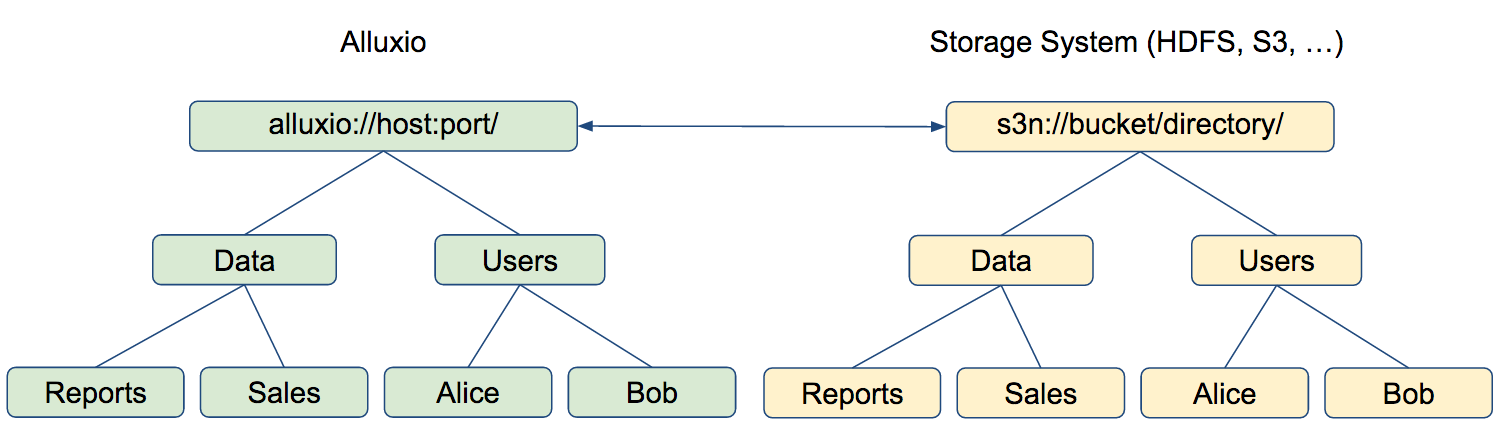 Alluxio
Storage System (HDFS, S3, …)
alluxio://host:port/
s3n://bucket/directory/
Data
Users
Data
Users
Reports
Sales
Alice
Bob
Reports
Sales
Alice
Bob